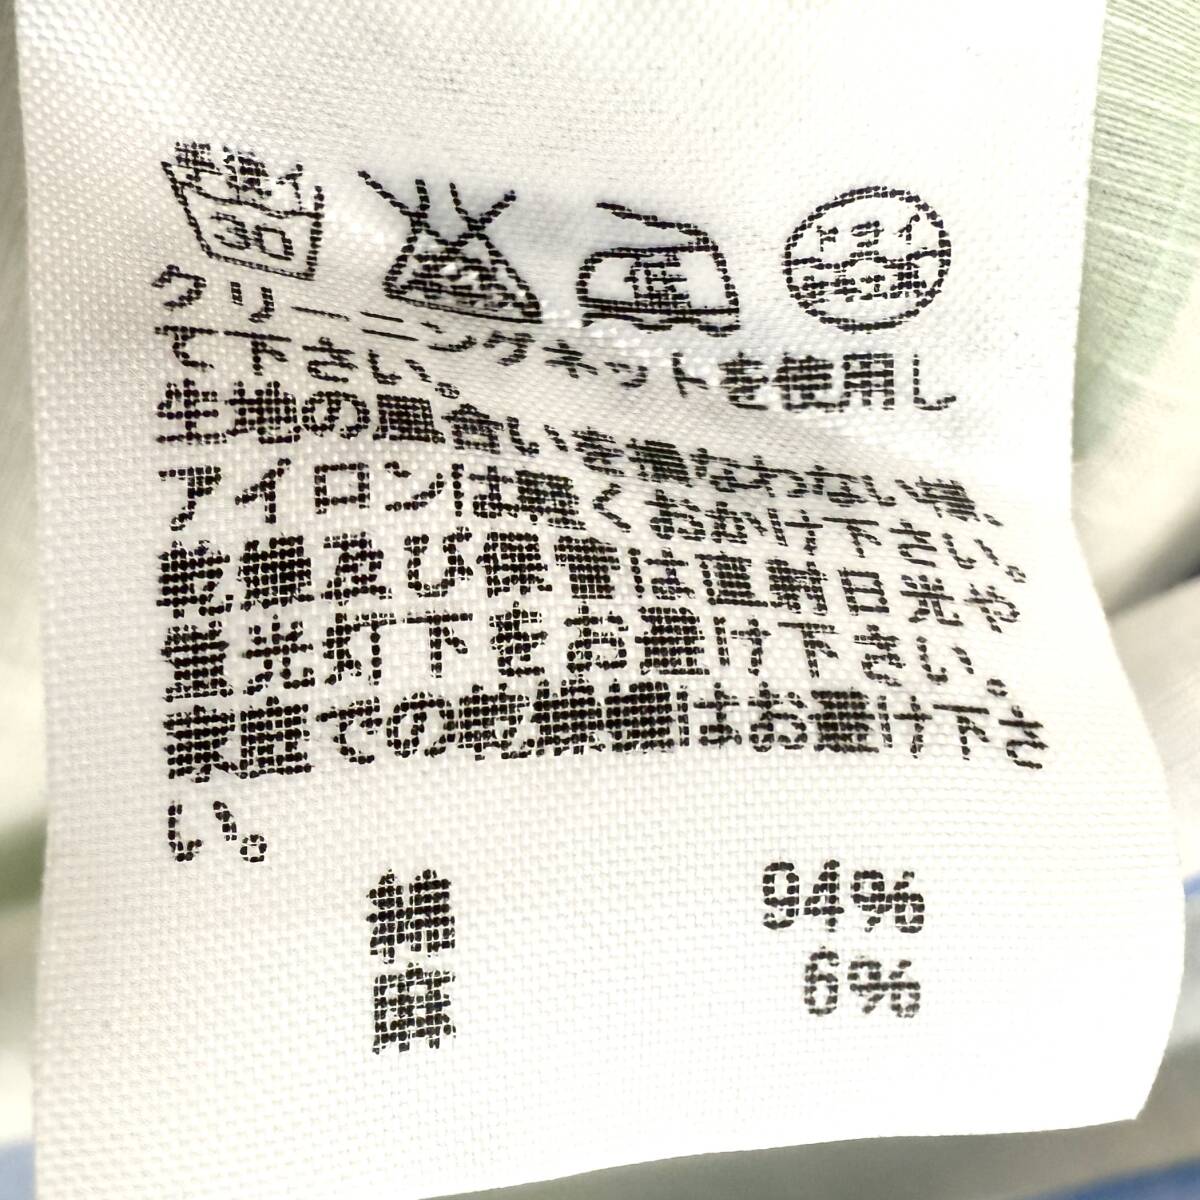 30
中
ドライ
クリーニングネットを使用し
て下さい。
生地の風合いを損なわない様、
アイロンは軽くおかけ下さい。
乾燥及び保管は直射日光や
蛍光灯下をお避け下さい。
家庭での乾燥機はお避け下さ
い。
綿 94%
麻 6%